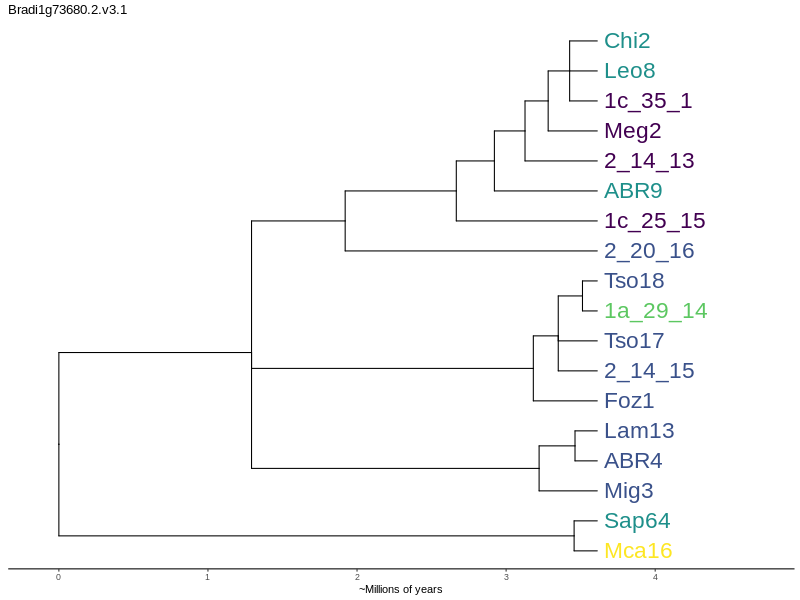 Bradi1g73680.2.v3.1
Chi2
Leo8
1c_35_1
Meg2
2_14_13
ABR9
1c_25_15
2_20_16
Tso18
1a_29_14
Tso17
2_14_15
Foz1
Lam13
ABR4
Mig3
Sap64
Mca16
0 1 2 3 4
~Millions of years